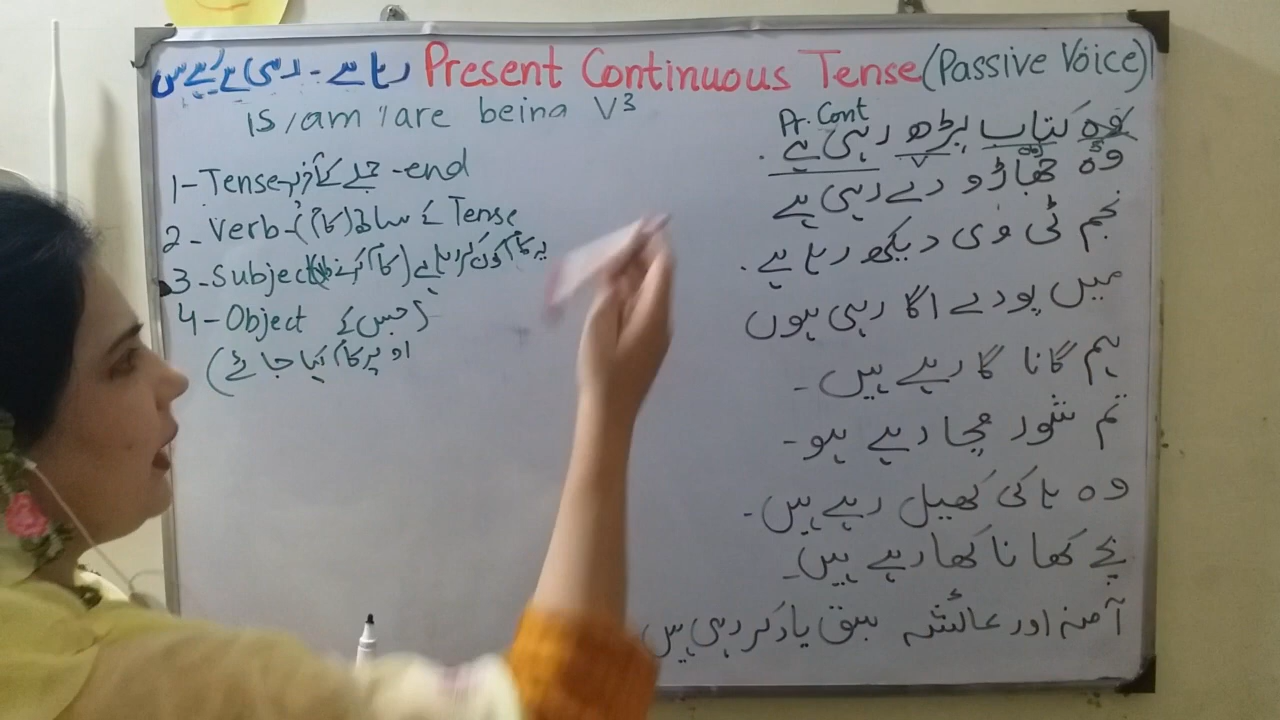 Present Continuous Tense (Passive Voice) رہا ہے - رہی ہے رہے ہیں
is/am/are being V3
1- Tense جملے کا آخر -end
2- Verb (کام) کے ساتھ Tense
3- Subject (کام کرنے والا) یہ کام کون کر رہا ہے
4- Object (جس کے
اوپر کام کیا جائے)
Pr. Cont
وہ کتاب پڑھ رہی ہے۔
V
وہ جھاڑو دے رہی ہے
نجم ٹی وی دیکھ رہا ہے۔
میں پودے اگا رہی ہوں
ہم گانا گا رہے ہیں۔
تم شور مچا رہے ہو۔
وہ ہاکی کھیل رہے ہیں۔
بچے کھانا کھا رہے ہیں۔
آمنہ اور عائشہ سبق یاد کر رہی ہیں